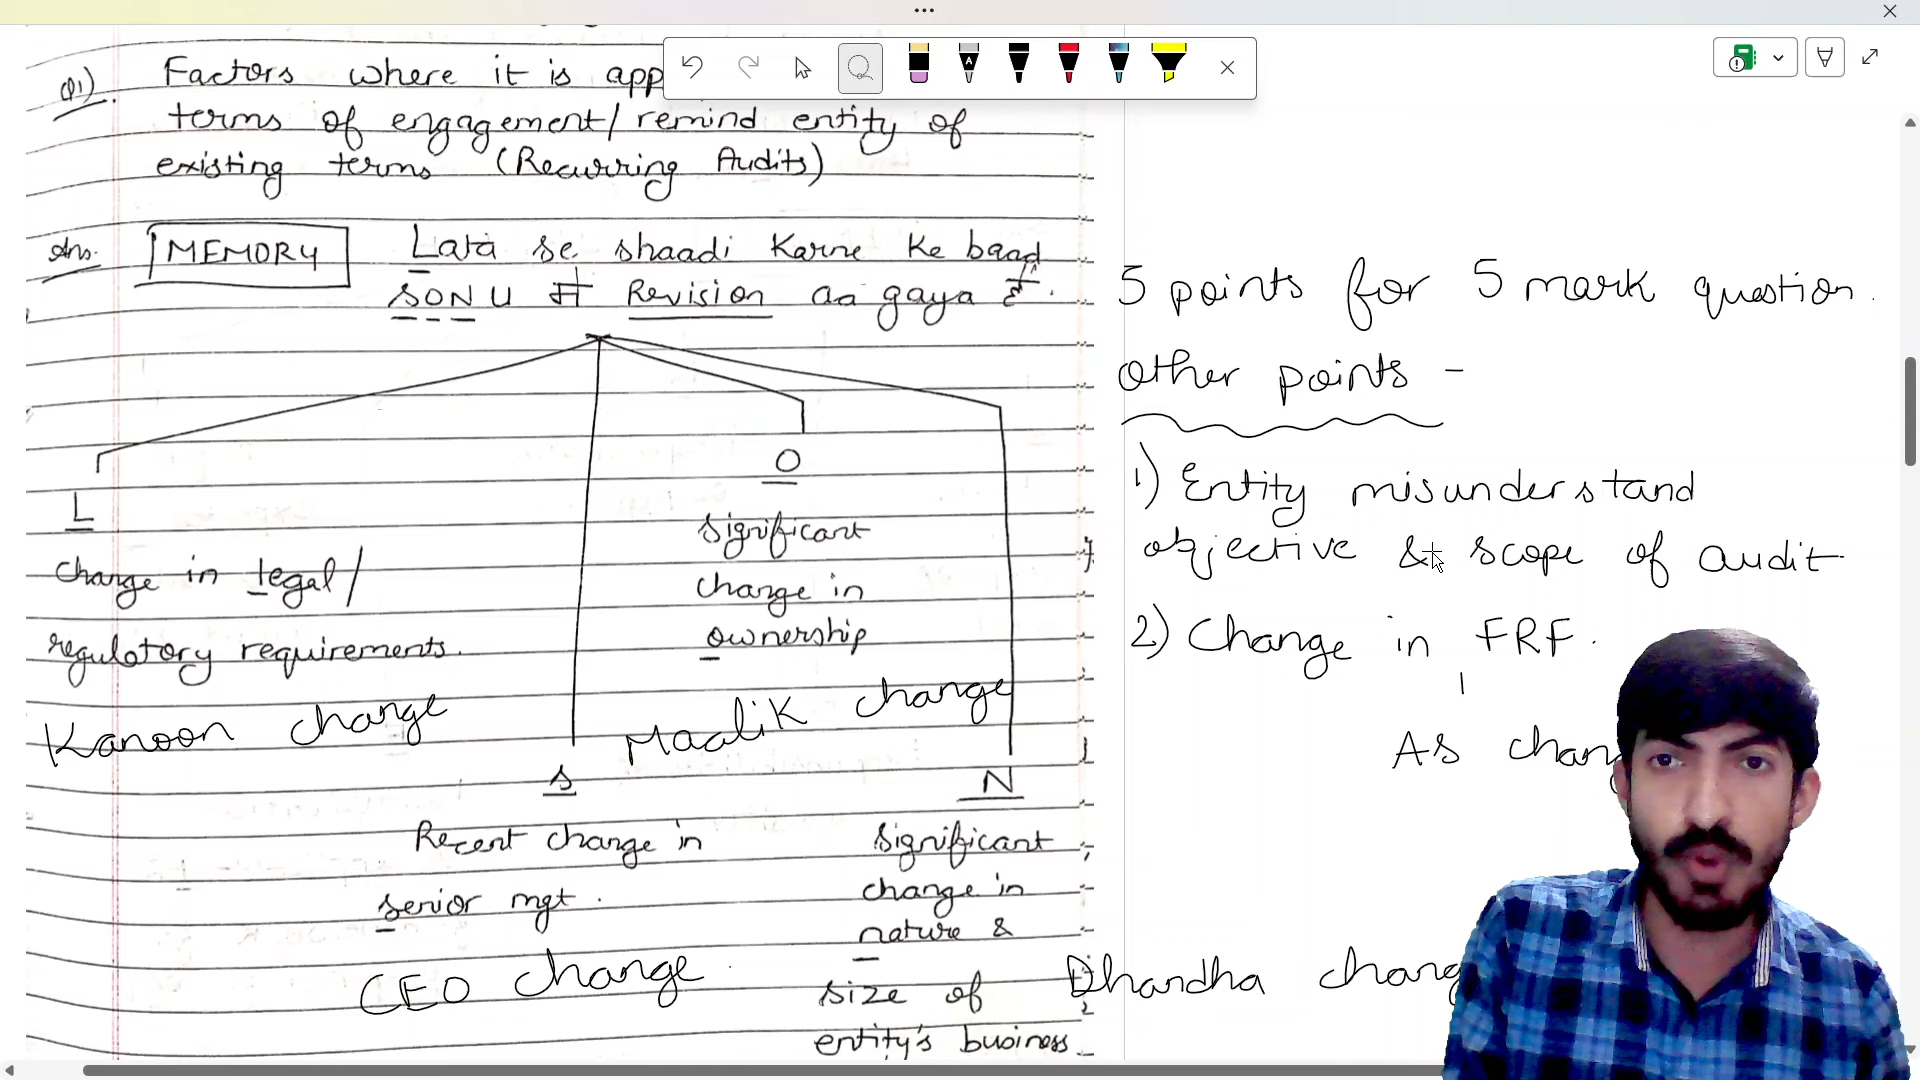 Q1). Factors where it is app
terms of engagement/ remind entity of
existing terms (Recurring Audits)
Ans. MEMORY Lata se shaadi Karne Ke baad
SONU में Revision aa gaya है.
L
change in legal/
regulatory requirements.
Kanoon change
O
significant
change in
ownership
Maalik change
S
Recent change in
senior mgt.
CEO change
N
significant
change in
nature &
size of
entity's business
Dhandha chang
5 points for 5 mark question.
other points -
1) Entity misunderstand
objective & scope of audit
2) Change in FRF.
AS chan